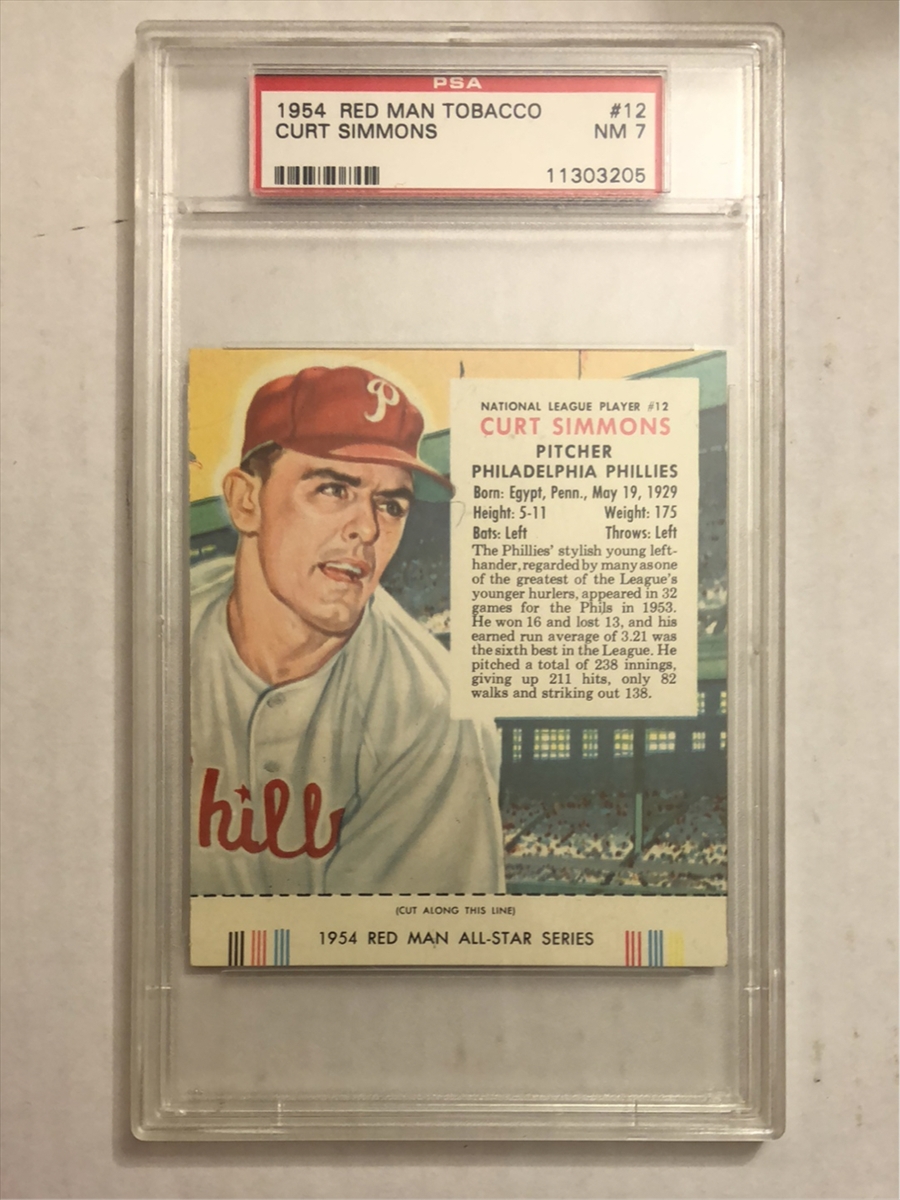 PSA
1954 RED MAN TOBACCO #12
CURT SIMMONS NM 7
11303205
P
NATIONAL LEAGUE PLAYER #12
CURT SIMMONS
PITCHER
PHILADELPHIA PHILLIES
Born: Egypt, Penn., May 19, 1929
Height: 5-11 Weight: 175
Bats: Left Throws: Left
The Phillies' stylish young left-
hander, regarded by many as one
of the greatest of the League's
younger hurlers, appeared in 32
games for the Phils in 1953.
He won 16 and lost 13, and his
earned run average of 3.21 was
the sixth best in the League. He
pitched a total of 238 innings,
giving up 211 hits, only 82
walks and striking out 138.
hill
(CUT ALONG THIS LINE)
1954 RED MAN ALL-STAR SERIES